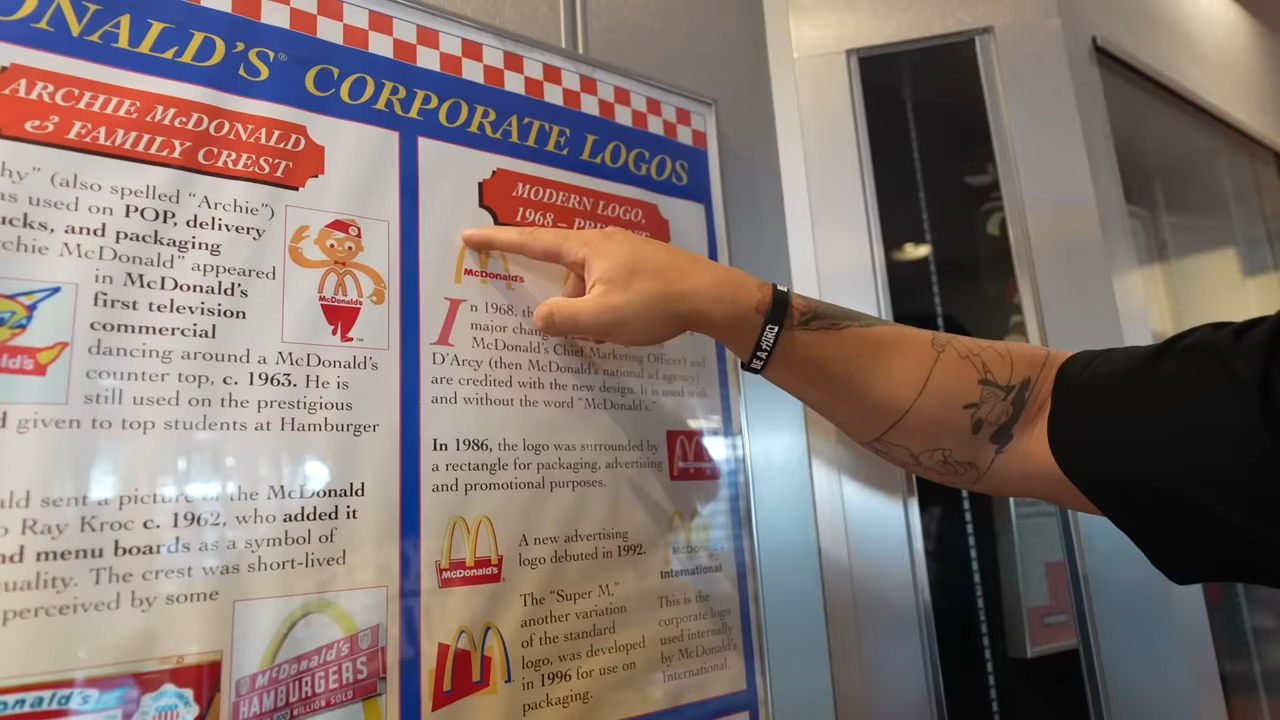 ONALD'S® CORPORATE LOGOS
ARCHIE McDONALD
& FAMILY CREST
hy" (also spelled "Archie")
as used on POP, delivery
ucks, and packaging
rchie McDonald" appeared
in McDonald's
first television
commercial
dancing around a McDonald's
counter top, c. 1963. He is
still used on the prestigious
d given to top students at Hamburger
McDonald's
ld's
ald sent a picture of the McDonald
o Ray Kroc c. 1962, who added it
nd menu boards as a symbol of
quality. The crest was short-lived
perceived by some
McDonald's
HAMBURGERS
MILLION SOLD
onald's
MODERN LOGO,
1968 – PRESENT
McDonald's
In 1968, th
major chan
McDonald's Chief Marketing Officer) and
D'Arcy (then McDonald's national ad agency)
are credited with the new design. It is used with
and without the word "McDonald's."
In 1986, the logo was surrounded by
a rectangle for packaging, advertising
and promotional purposes.
McDonald's
McDonald's
A new advertising
logo debuted in 1992.
The "Super M,"
another variation
of the standard
logo, was developed
in 1996 for use on
packaging.
McDonald's
International
This is the
corporate logo
used internally
by McDonald's
International.
BE A HERO